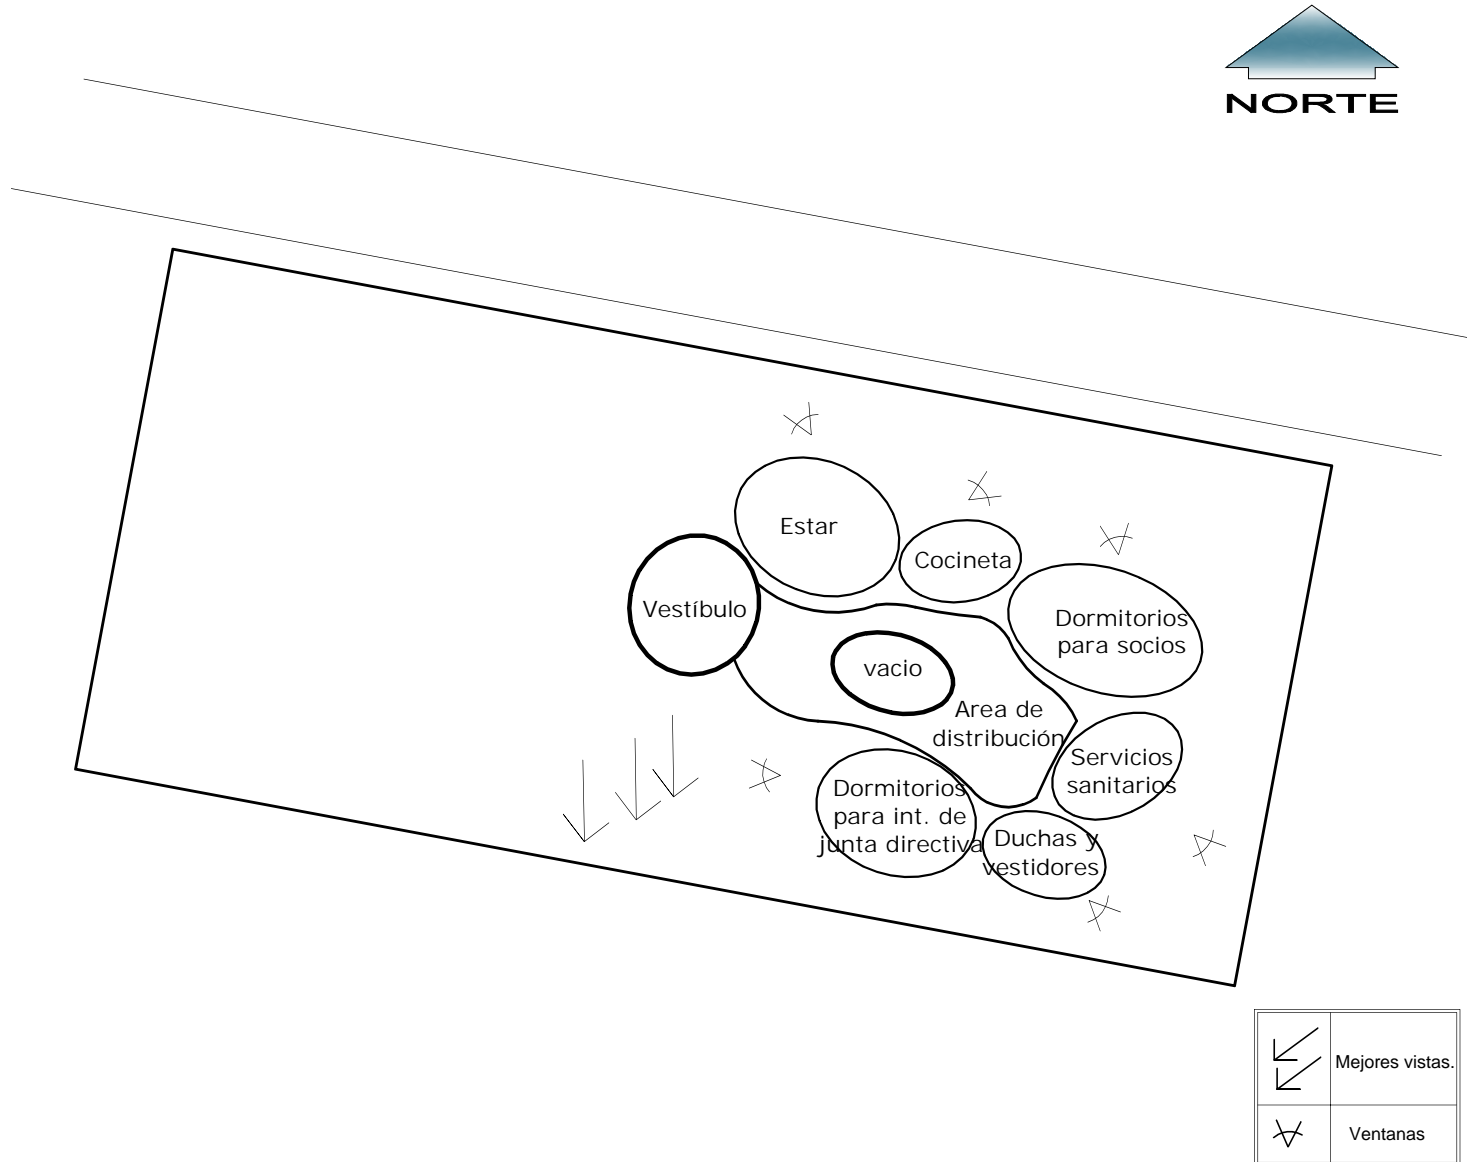 NORTE
Estar
Cocineta
Vestíbulo
Dormitorios
para socios
vacio
Area de
distribución
Servicios
sanitarios
Dormitorios
para int. de
junta directiva
Duchas y
vestidores
Mejores vistas.
Ventanas